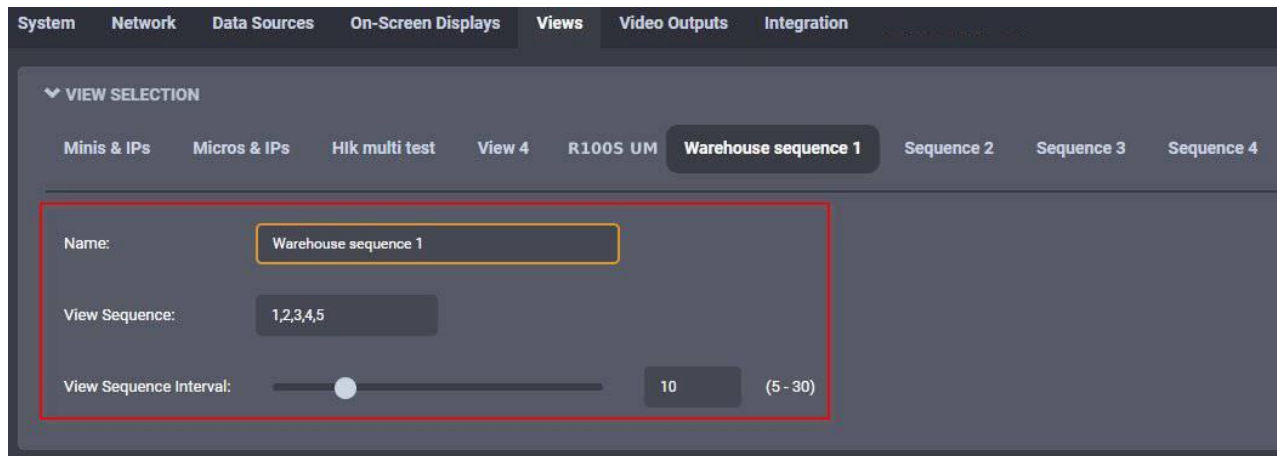 System Network Data Sources On-Screen Displays Views Video Outputs Integration
VIEW SELECTION
Minis & IPs Micros & IPs HIk multi test View 4 R100S UM Warehouse sequence 1 Sequence 2 Sequence 3 Sequence 4
Name: Warehouse sequence 1
View Sequence: 1,2,3,4,5
View Sequence Interval: 10 (5 - 30)